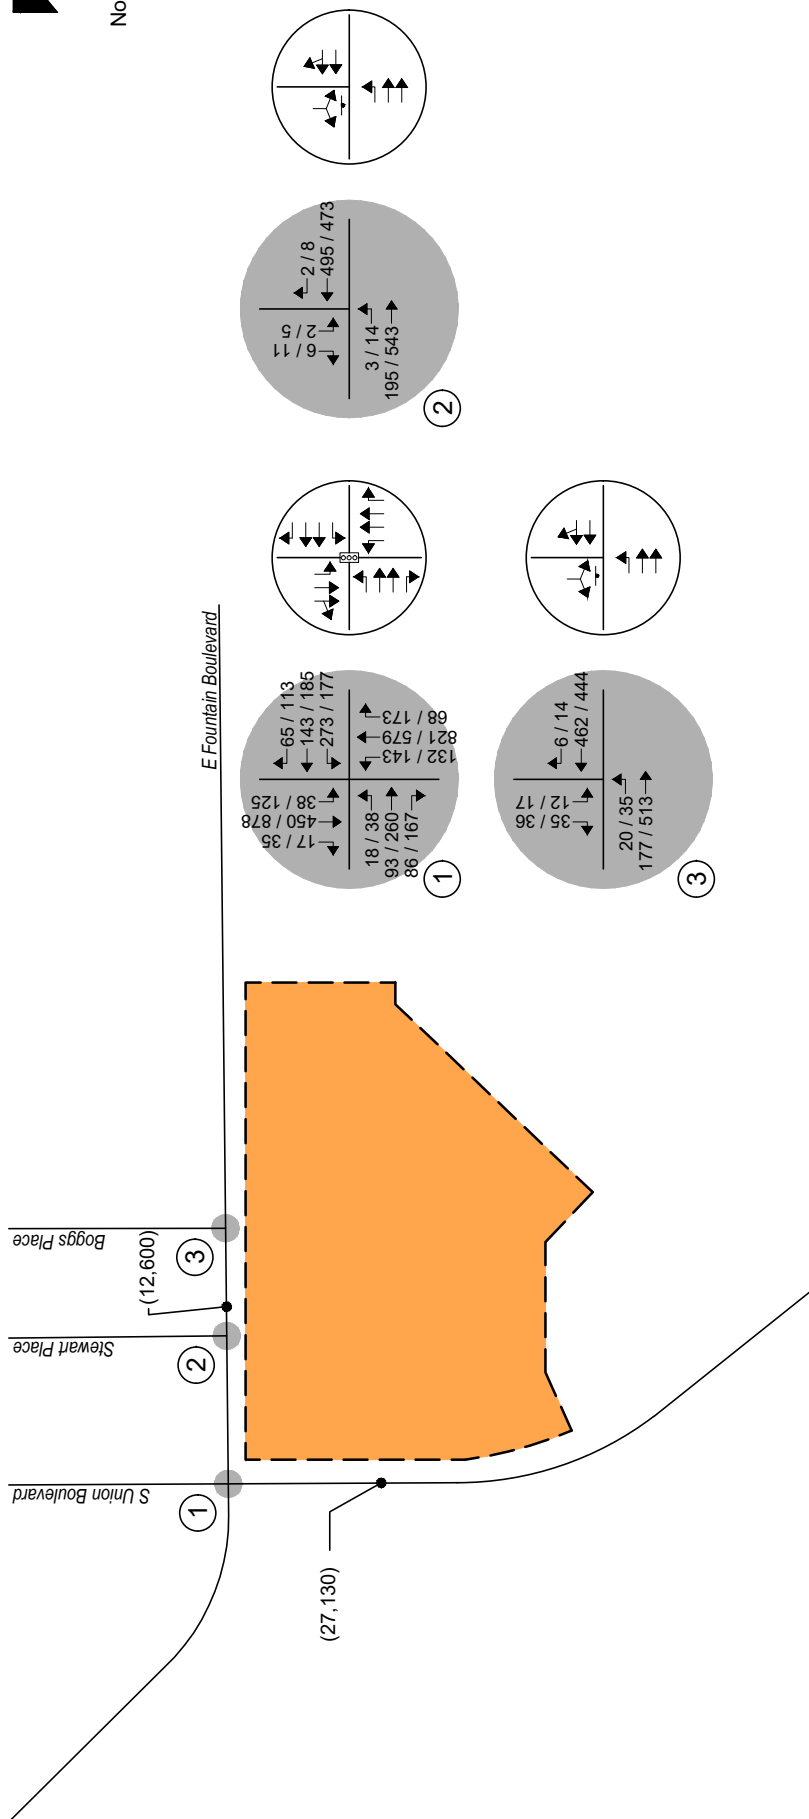 No
2 / 8
495 / 473
6 / 11
2 / 5
3 / 14
195 / 543
2
E Fountain Boulevard
65 / 113
143 / 185
273 / 177
17 / 35
450 / 878
38 / 125
18 / 38
93 / 260
86 / 167
132 / 143
821 / 579
68 / 173
1
6 / 14
462 / 444
35 / 36
12 / 17
20 / 35
177 / 513
3
Boggs Place
(12,600)
3
Stewart Place
2
S Union Boulevard
1
(27,130)